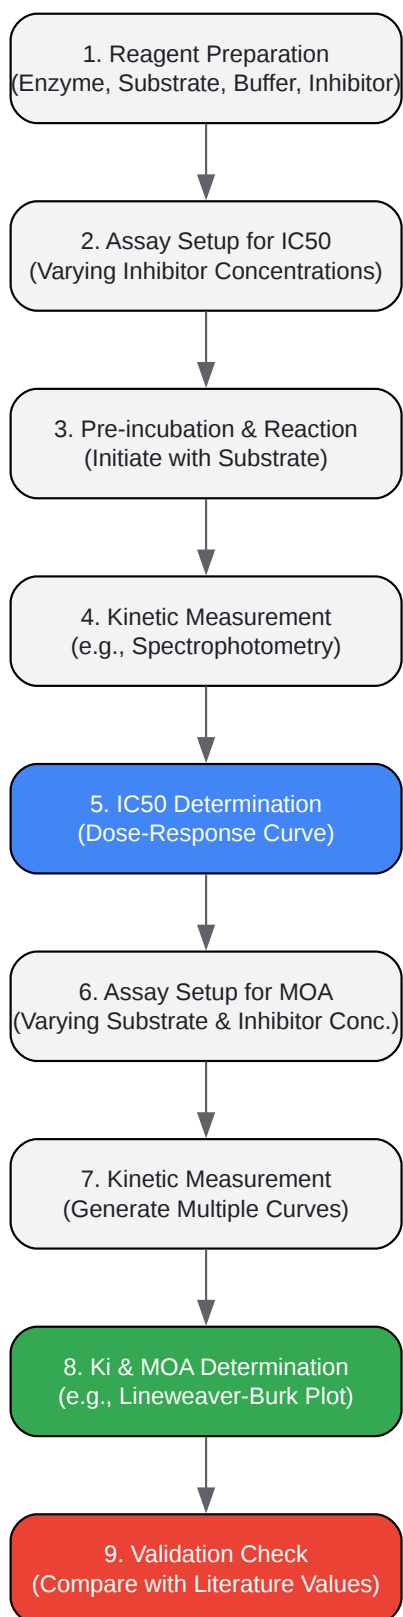 1. Reagent Preparation
(Enzyme, Substrate, Buffer, Inhibitor)
2. Assay Setup for IC50
(Varying Inhibitor Concentrations)
3. Pre-incubation & Reaction
(Initiate with Substrate)
4. Kinetic Measurement
(e.g., Spectrophotometry)
5. IC50 Determination
(Dose-Response Curve)
6. Assay Setup for MOA
(Varying Substrate & Inhibitor Conc.)
7. Kinetic Measurement
(Generate Multiple Curves)
8. Ki & MOA Determination
(e.g., Lineweaver-Burk Plot)
9. Validation Check
(Compare with Literature Values)